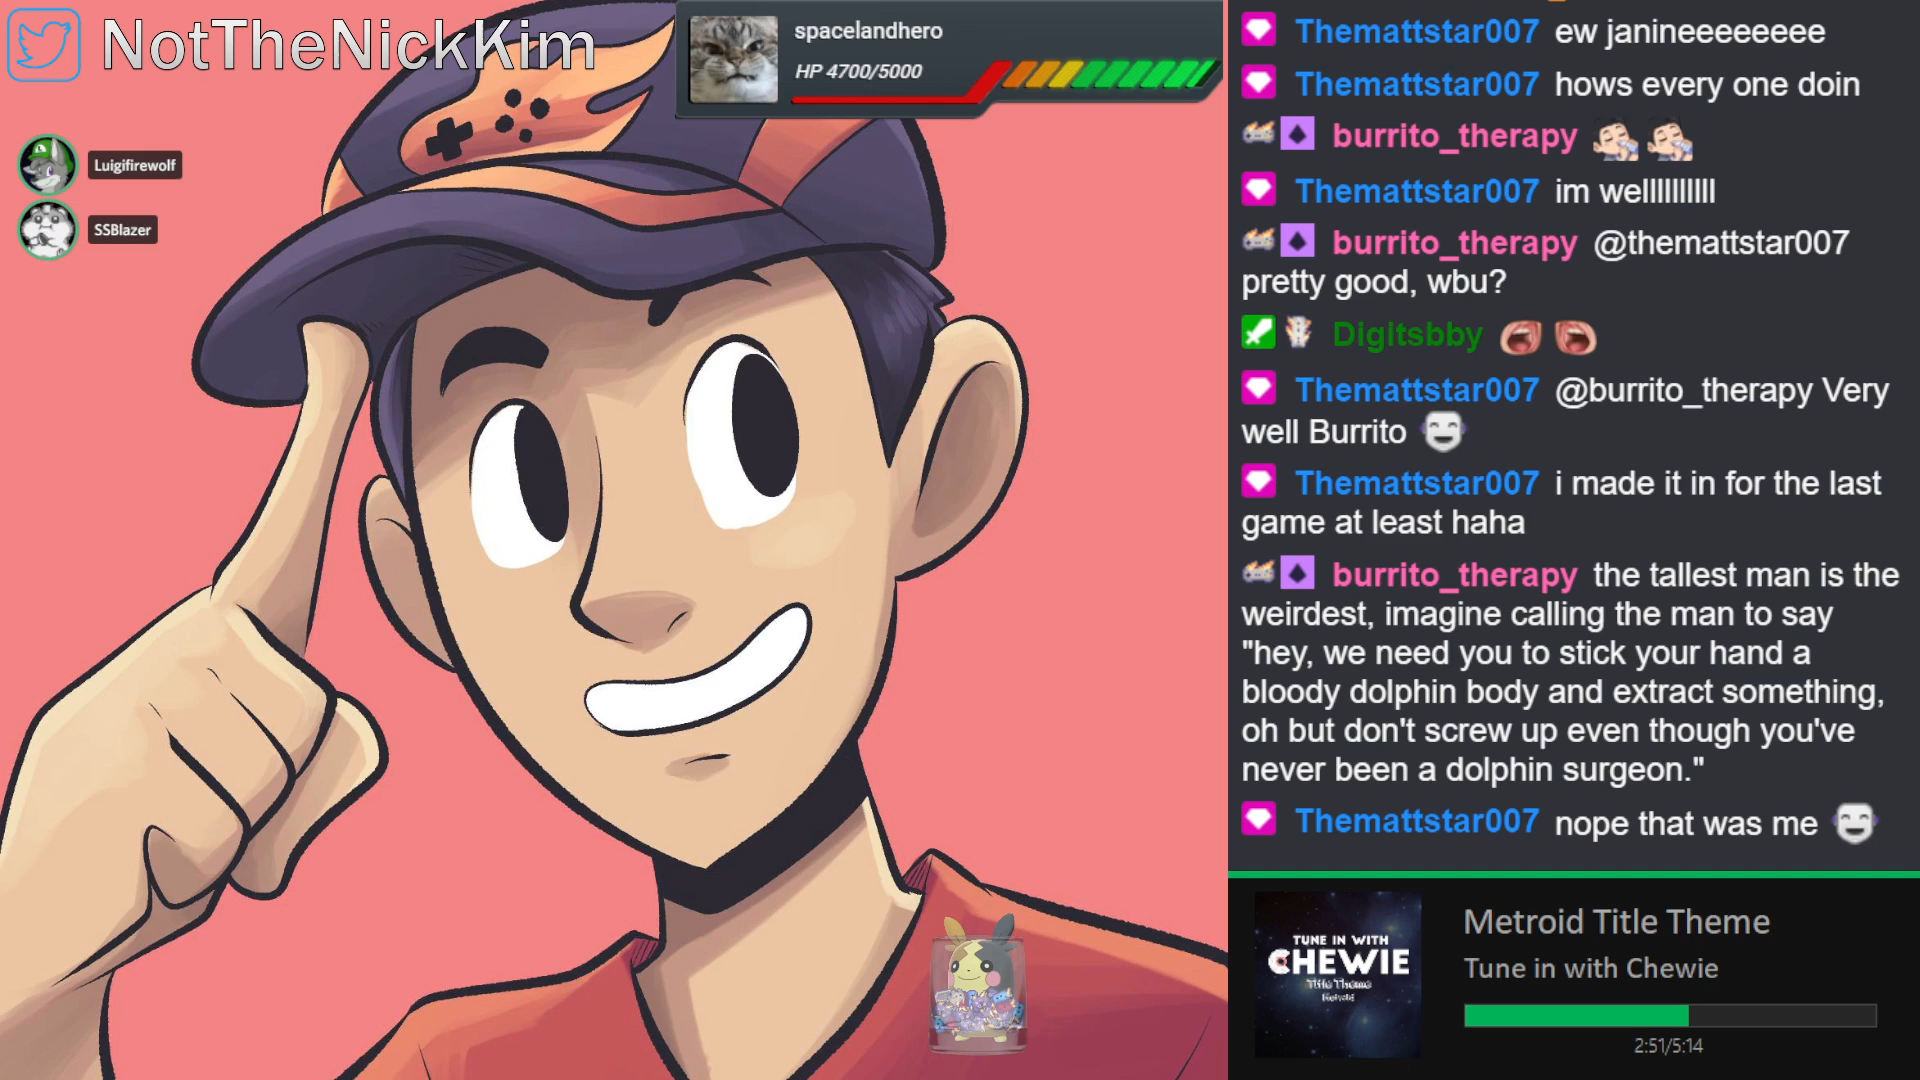 NotTheNickKim
spacelandhero
HP 4700/5000
Luigifirewolf
SSBlazer
Themattstar007 ew janineeeeeeee
Themattstar007 hows every one doin
burrito_therapy
Themattstar007 im wellllllllll
burrito_therapy @themattstar007
pretty good, wbu?
Digitsbby
Themattstar007 @burrito_therapy Very
well Burrito
Themattstar007 i made it in for the last
game at least haha
burrito_therapy the tallest man is the
weirdest, imagine calling the man to say
"hey, we need you to stick your hand a
bloody dolphin body and extract something,
oh but don't screw up even though you've
never been a dolphin surgeon."
Themattstar007 nope that was me
TUNE IN WITH
CHEWIE
Title Theme
Metroid
Metroid Title Theme
Tune in with Chewie
2:51/5:14